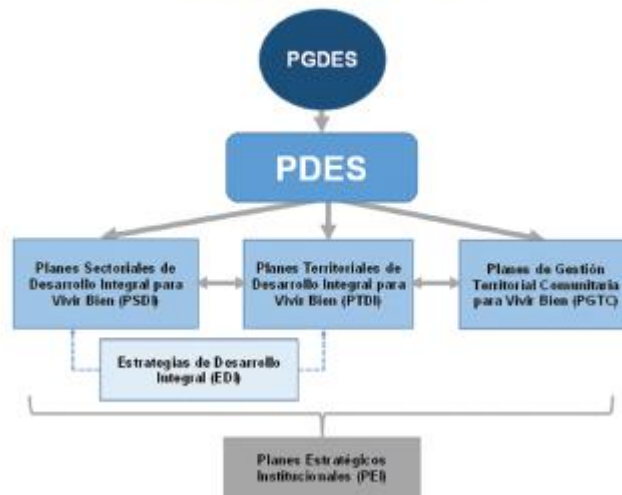 PGDES
PDES
Planes Sectoriales de
Desarrollo Integral para
Vivir Bien (PSDI)
Planes Territoriales de
Desarrollo Integral para
Vivir Bien (PTDI)
Planes de Gestión
Territorial Comunitaria
para Vivir Bien (PGTC)
Estrategias de Desarrollo
Integral (EDI)
Planes Estratégicos
Institucionales (PEI)